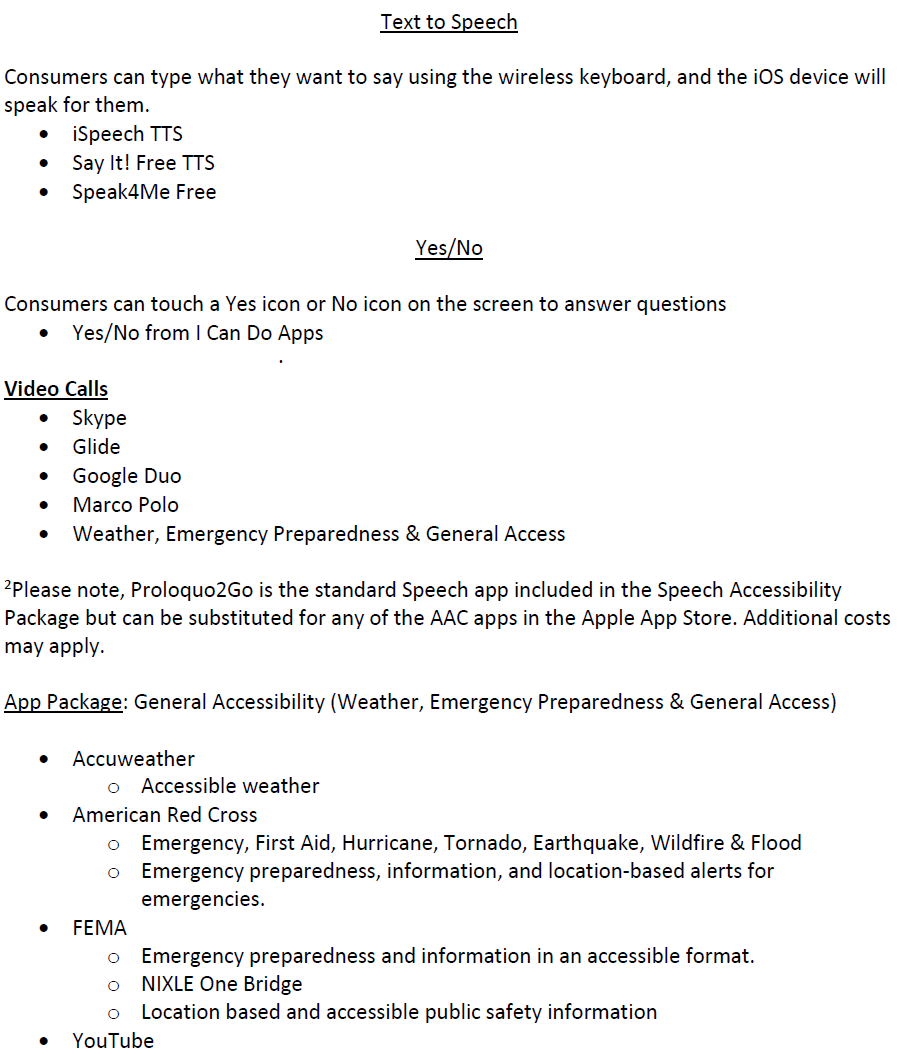 Text to Speech
Consumers can type what they want to say using the wireless keyboard, and the iOS device will
speak for them.
• iSpeech TTS
• Say It! Free TTS
• Speak4Me Free
Yes/No
Consumers can touch a Yes icon or No icon on the screen to answer questions
• Yes/No from I Can Do Apps
.
Video Calls
• Skype
• Glide
• Google Duo
• Marco Polo
• Weather, Emergency Preparedness & General Access
²Please note, Proloquo2Go is the standard Speech app included in the Speech Accessibility
Package but can be substituted for any of the AAC apps in the Apple App Store. Additional costs
may apply.
App Package: General Accessibility (Weather, Emergency Preparedness & General Access)
• Accuweather
o Accessible weather
• American Red Cross
o Emergency, First Aid, Hurricane, Tornado, Earthquake, Wildfire & Flood
o Emergency preparedness, information, and location-based alerts for
emergencies.
• FEMA
o Emergency preparedness and information in an accessible format.
o NIXLE One Bridge
o Location based and accessible public safety information
• YouTube